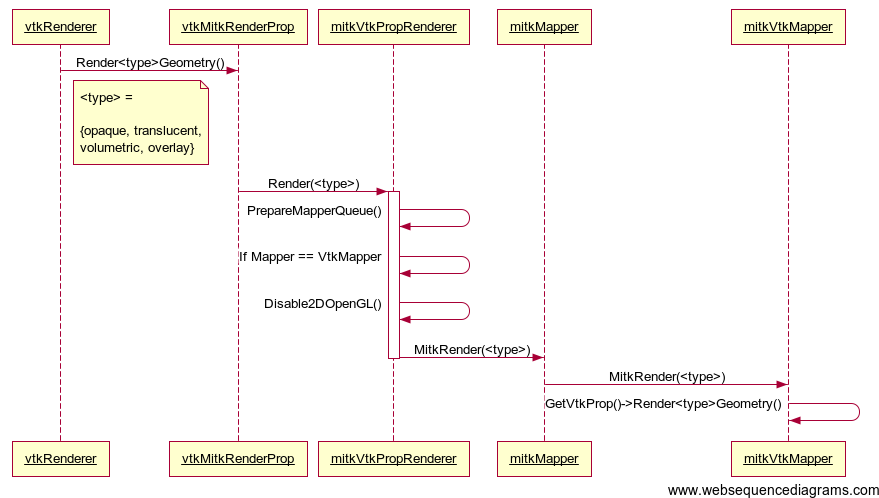 vtkRenderer
vtkMitkRenderProp
mitkVtkPropRenderer
mitkMapper
mitkVtkMapper
Render<type>Geometry()
<type> =
{opaque, translucent,
volumetric, overlay}
Render(<type>)
PrepareMapperQueue()
If Mapper == VtkMapper
Disable2DOpenGL()
MitkRender(<type>)
MitkRender(<type>)
GetVtkProp()->Render<type>Geometry()
vtkRenderer
vtkMitkRenderProp
mitkVtkPropRenderer
mitkMapper
mitkVtkMapper
www.websequencediagrams.com